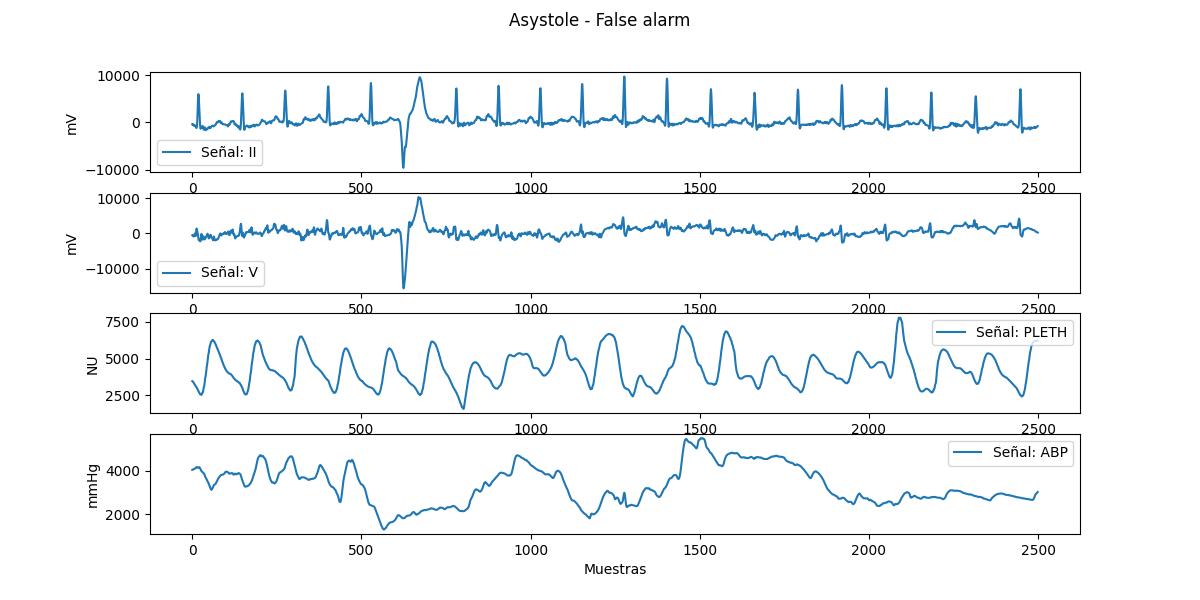 Asystole - False alarm
10000
0
−10000
mV
Señal: II
0 500 1000 1500 2000 2500
10000
0
−10000
mV
Señal: V
0 500 1000 1500 2000 2500
7500
5000
2500
NU
Señal: PLETH
0 500 1000 1500 2000 2500
4000
2000
mmHg
Señal: ABP
0 500 1000 1500 2000 2500
Muestras